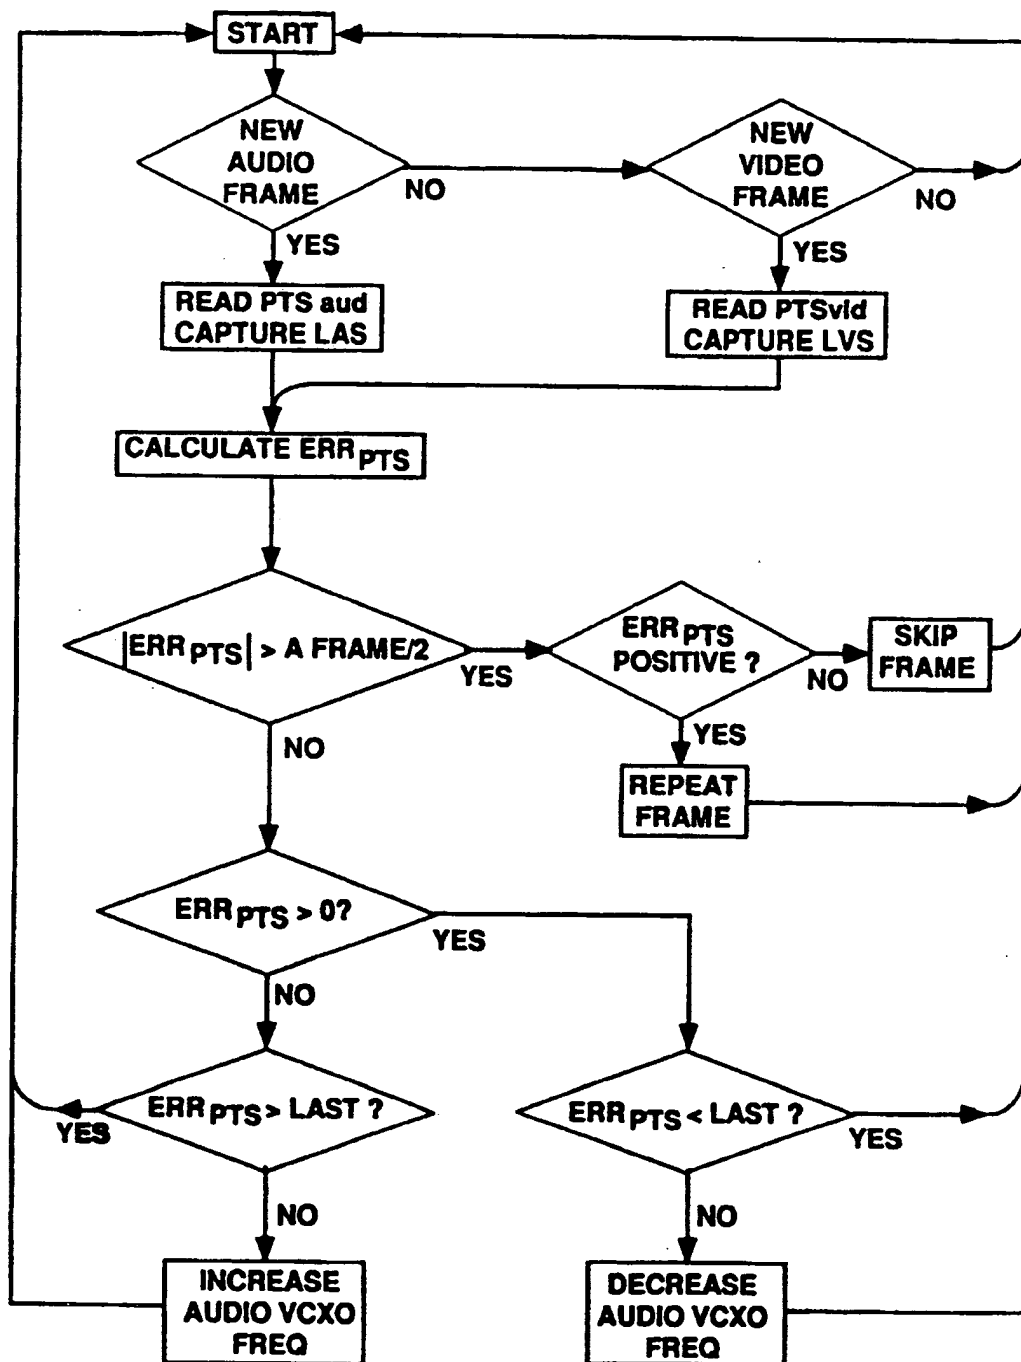 START
NEW
AUDIO
FRAME
NO
YES
NEW
VIDEO
FRAME
NO
YES
READ PTS aud
CAPTURE LAS
READ PTSvid
CAPTURE LVS
CALCULATE ERR PTS
|ERR PTS| > A FRAME/2
YES
NO
ERR PTS
POSITIVE ?
NO
YES
SKIP
FRAME
REPEAT
FRAME
ERR PTS > 0?
YES
NO
ERR PTS > LAST ?
YES
NO
ERR PTS < LAST ?
YES
NO
INCREASE
AUDIO VCXO
FREQ
DECREASE
AUDIO VCXO
FREQ